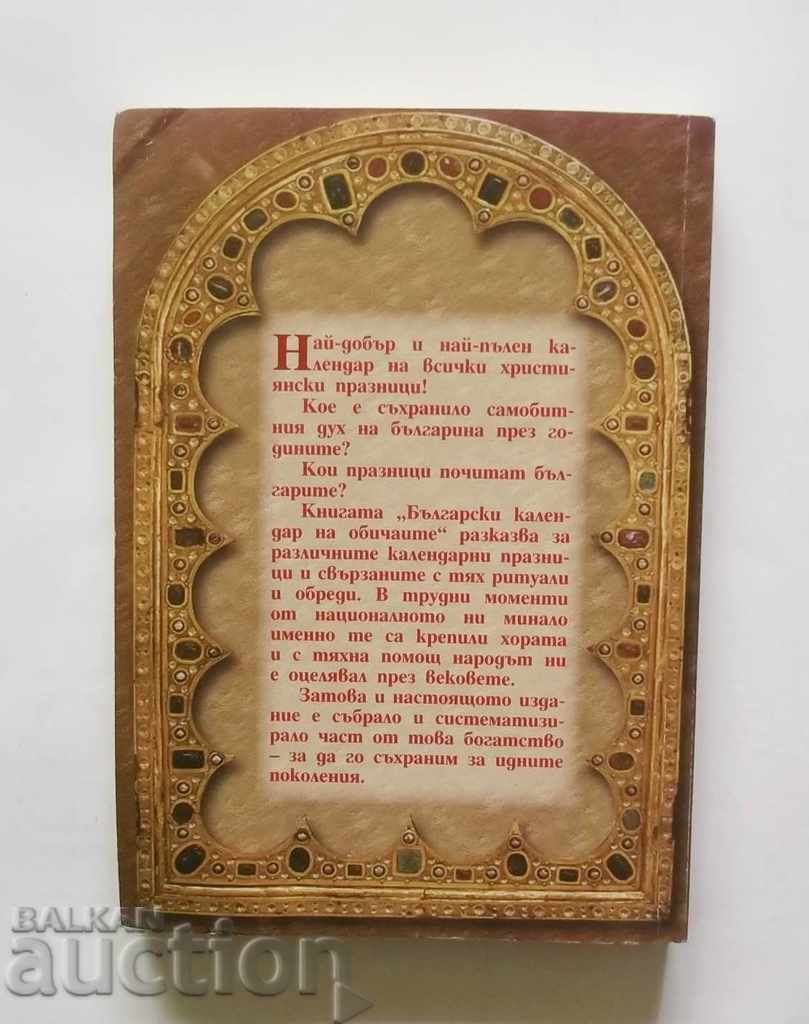 Най-добър и най-пълен ка-
лендар на всички христи-
янски празници!
Кое е съхранило самобит-
ния дух на българина през го-
дините?
Кои празници почитат бъл-
гарите?
Книгата „Български кален-
дар на обичаите“ разказва за
различните календарни празни-
ци и свързаните с тях ритуали
и обреди. В трудни моменти
от националното ни минало
именно те са крепили хората
и с тяхна помощ народът ни
е оцелявал през вековете.
Затова и настоящото изда-
ние е събрало и систематизи-
рало част от това богатство
– за да го съхраним за идните
поколения.
BALKAN
auction